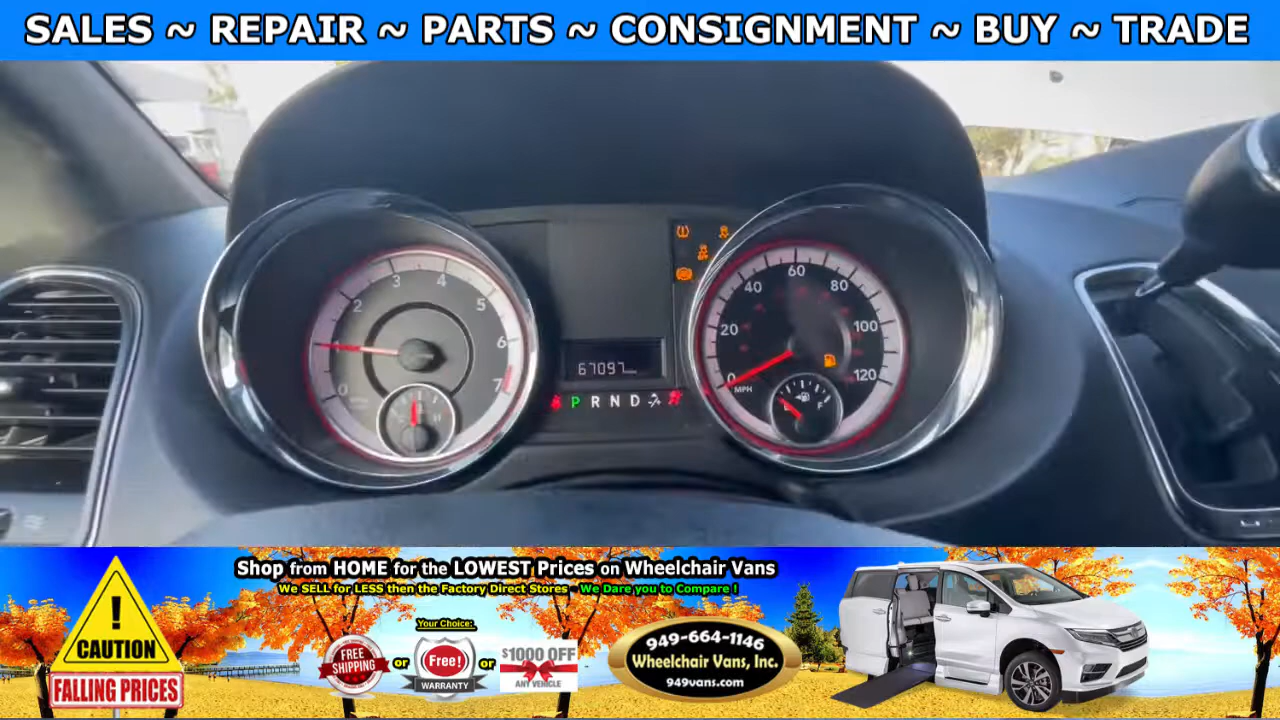 SALES ~ REPAIR ~ PARTS ~ CONSIGNMENT ~ BUY ~ TRADE
0 1 2 3 4 5 6 7
H
67097
P R N D
0 20 40 60 80 100 120
MPH
F
Shop from HOME for the LOWEST Prices on Wheelchair Vans
We SELL for LESS then the Factory Direct Stores We Dare you to Compare !
! CAUTION
FALLING PRICES
Your Choice:
FREE SHIPPING
or
Free!
WARRANTY
or
$1000 OFF
ANY VEHICLE
949-664-1146
Wheelchair Vans, Inc.
949vans.com